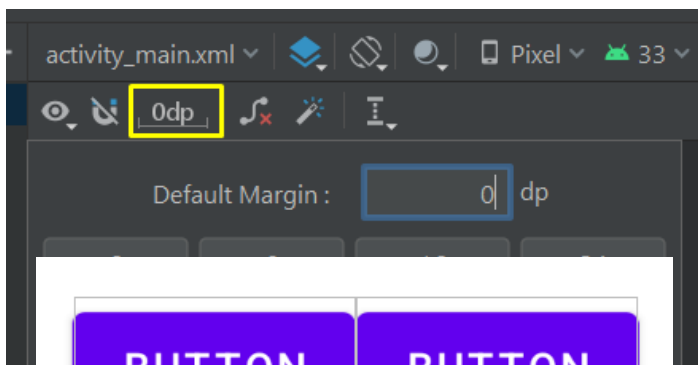 activity_main.xml Pixel 33
0dp
Default Margin : 0 dp
BUTTON BUTTON